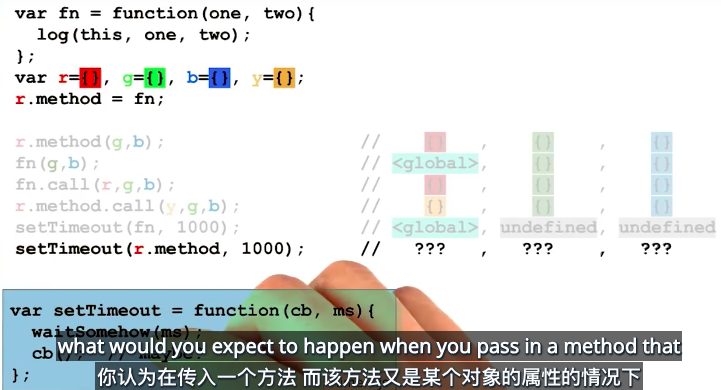 var fn = function(one, two){
log(this, one, two);
};
var r={}, g={}, b={}, y={};
r.method = fn;
r.method(g,b); // {} , {} , {}
fn(g,b); // <global>, {} , {}
fn.call(r,g,b); // {} , {} , {}
r.method.call(y,g,b); // {} , {} , {}
setTimeout(fn, 1000); // <global>, undefined , undefined
setTimeout(r.method, 1000); // ??? , ??? , ???
var setTimeout = function(cb, ms){
waitSomehow(ms);
cb
};
what would you expect to happen when you pass in a method that
你认为在传入一个方法 而该方法又是某个对象的属性的情况下